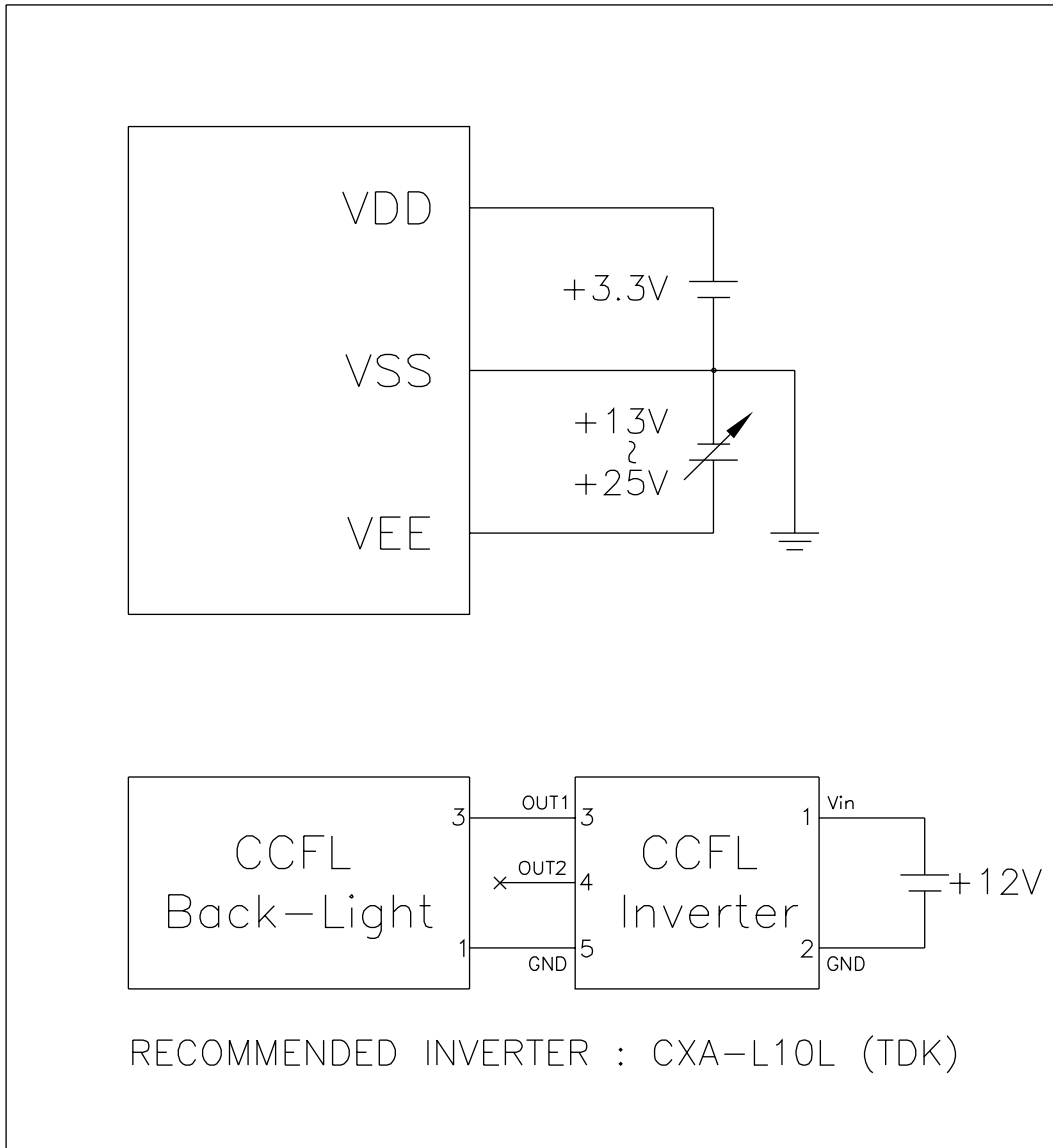 VDD
+3.3V
VSS
+13V
~
+25V
VEE
OUT1
Vin
3
3
1
CCFL
Back-Light
OUT2
4
CCFL
Inverter
+12V
1
5
2
GND
GND
RECOMMENDED INVERTER : CXA-L10L (TDK)